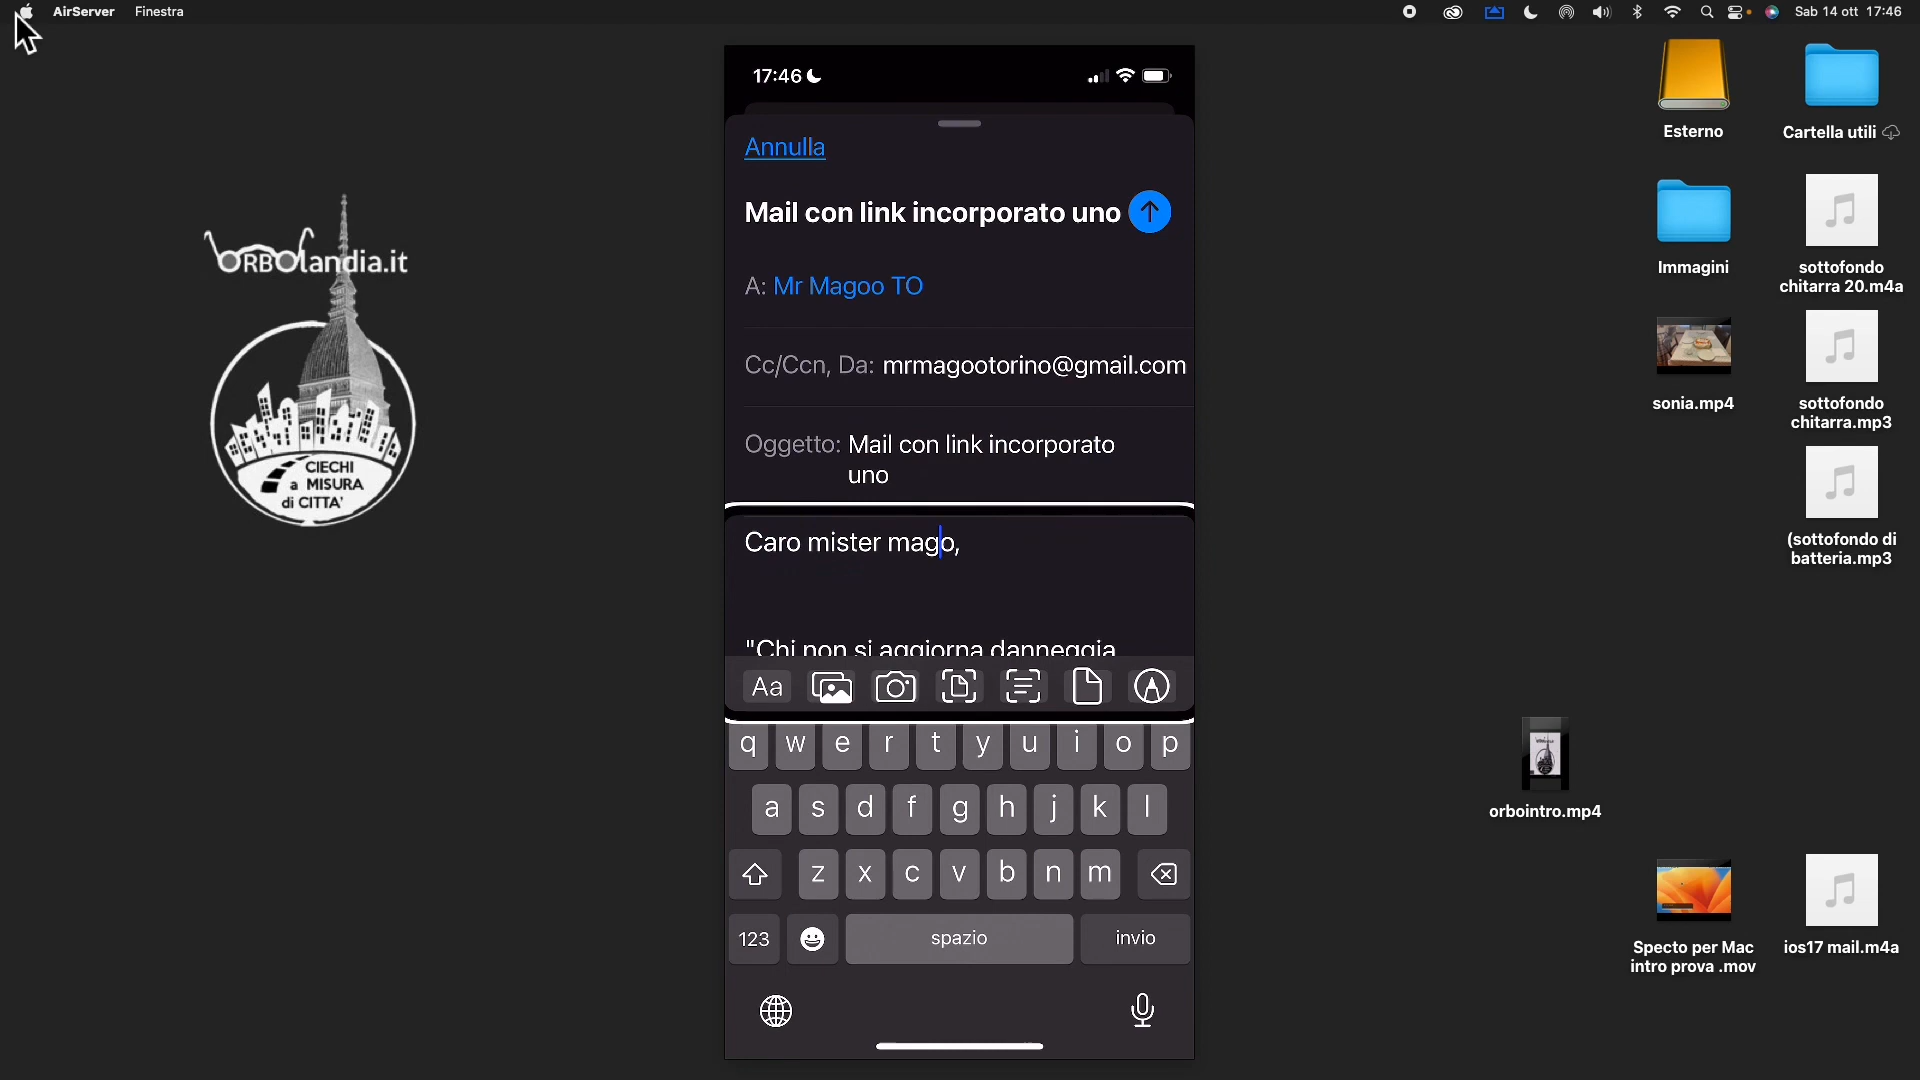 AirServer Finestra
Sab 14 ott 17:46
ORBOlandia.it
CIECHI
a MISURA
di CITTA'
17:46
Annulla
Mail con link incorporato uno
A: Mr Magoo TO
Cc/Ccn, Da: mrmagootorino@gmail.com
Oggetto: Mail con link incorporato
uno
Caro mister mago,
"Chi non si aggiorna danneggia
Aa
q w e r t y u i o p
a s d f g h j k l
z x c v b n m
123 spazio invio
Esterno
Cartella utili
Immagini
sottofondo
chitarra 20.m4a
sonia.mp4
sottofondo
chitarra.mp3
(sottofondo di
batteria.mp3
orbointro.mp4
Specto per Mac
intro prova .mov
ios17 mail.m4a